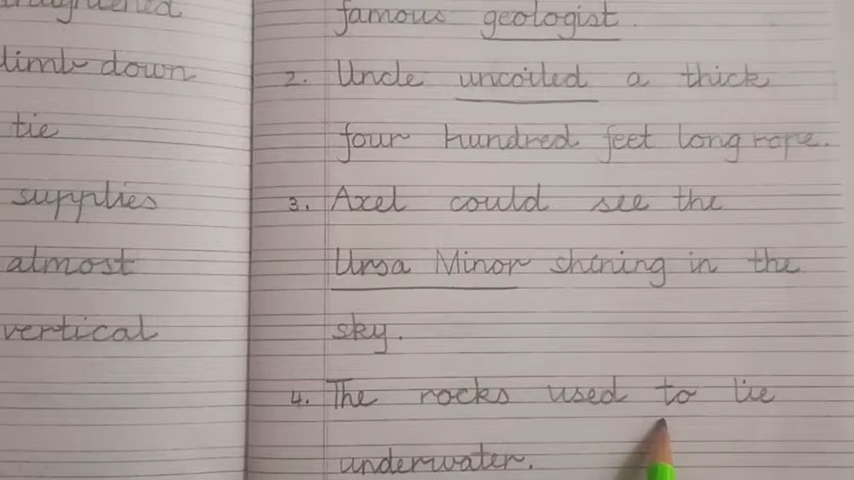 climb down
tie
supplies
almost
vertical
famous geologist.
2. Uncle uncoiled a thick
four hundred feet long rope.
3. Axel could see the
Ursa Minor shining in the
sky.
4. The rocks used to lie
underwater.